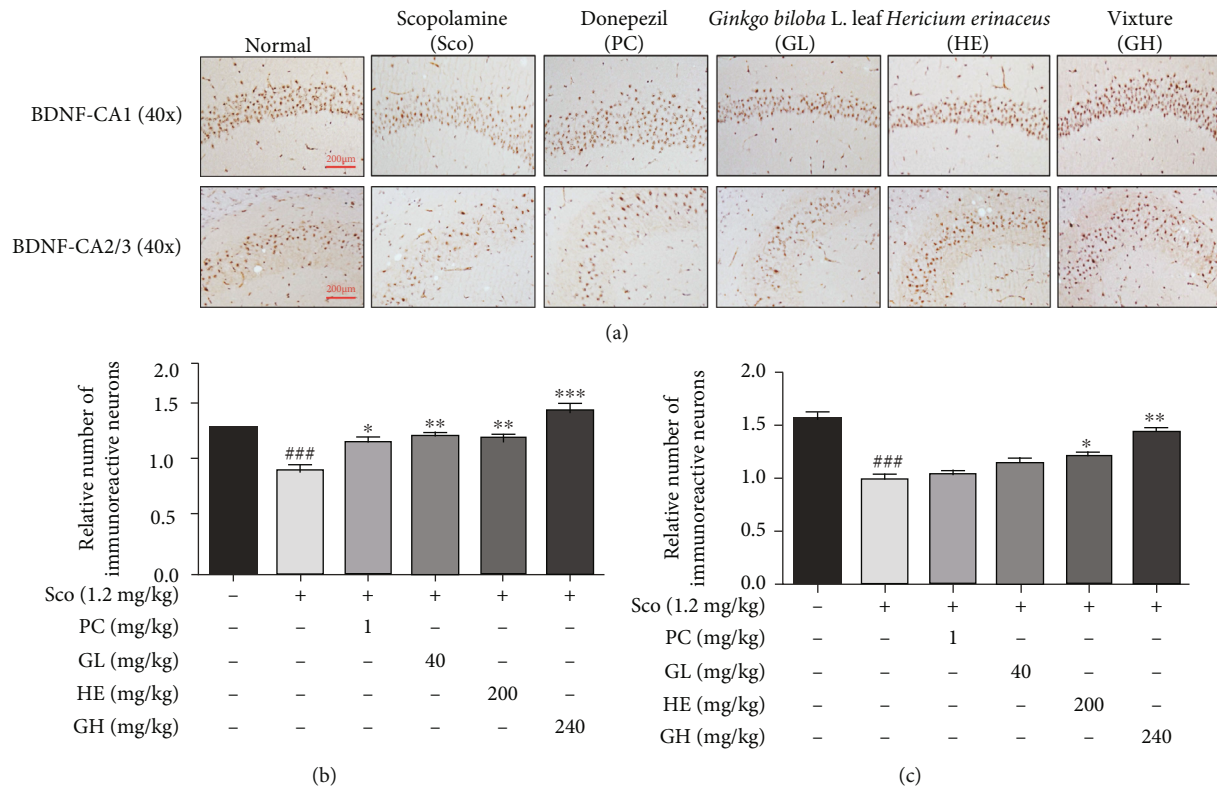 Normal
Scopolamine
(Sco)
Donepezil
(PC)
Ginkgo biloba L. leaf
(GL)
Hericium erinaceus
(HE)
Vixture
(GH)
BDNF-CA1 (40x)
200μm
BDNF-CA2/3 (40x)
200μm
(a)
Relative number of
immunoreactive neurons
2.0
1.5
1.0
0.5
0.0
###
*
**
**
***
Sco (1.2 mg/kg) – + + + + +
PC (mg/kg) – – 1 – – –
GL (mg/kg) – – – 40 – –
HE (mg/kg) – – – – 200 –
GH (mg/kg) – – – – – 240
(b)
Relative number of
immunoreactive neurons
2.0
1.5
1.0
0.5
0.0
###
*
**
Sco (1.2 mg/kg) – + + + + +
PC (mg/kg) – – 1 – – –
GL (mg/kg) – – – 40 – –
HE (mg/kg) – – – – 200 –
GH (mg/kg) – – – – – 240
(c)